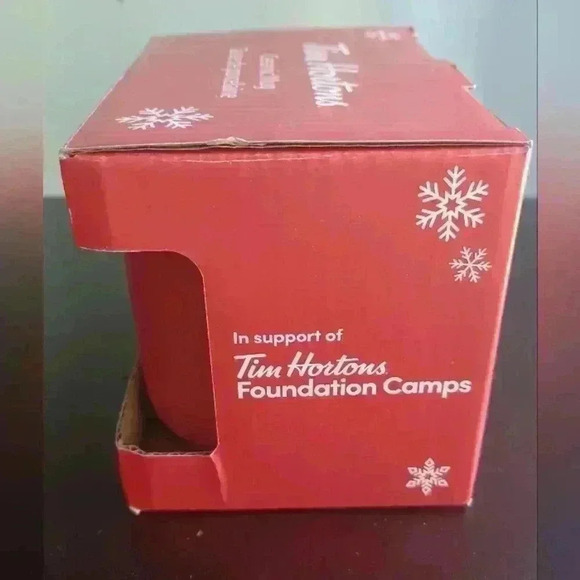 Tim Hortons
In support of
Tim Hortons
Foundation Camps